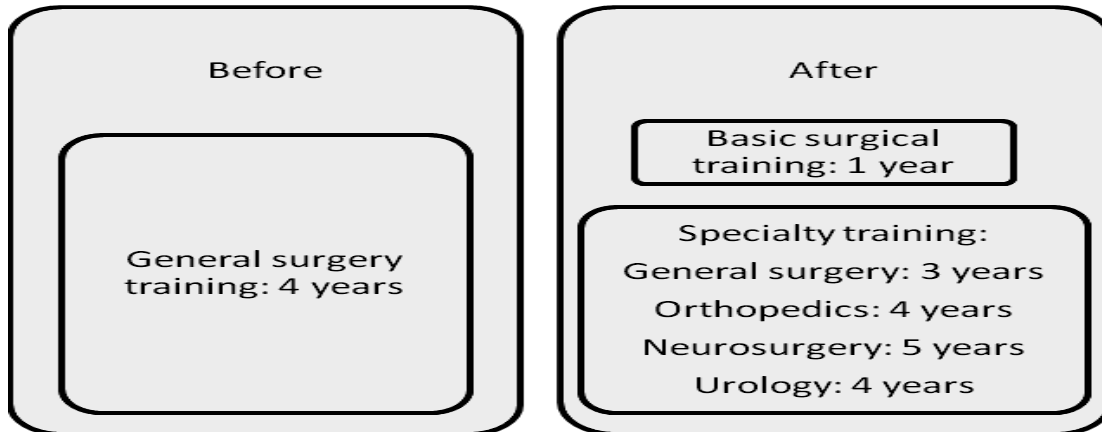 Before
General surgery
training: 4 years
After
Basic surgical
training: 1 year
Specialty training:
General surgery: 3 years
Orthopedics: 4 years
Neurosurgery: 5 years
Urology: 4 years